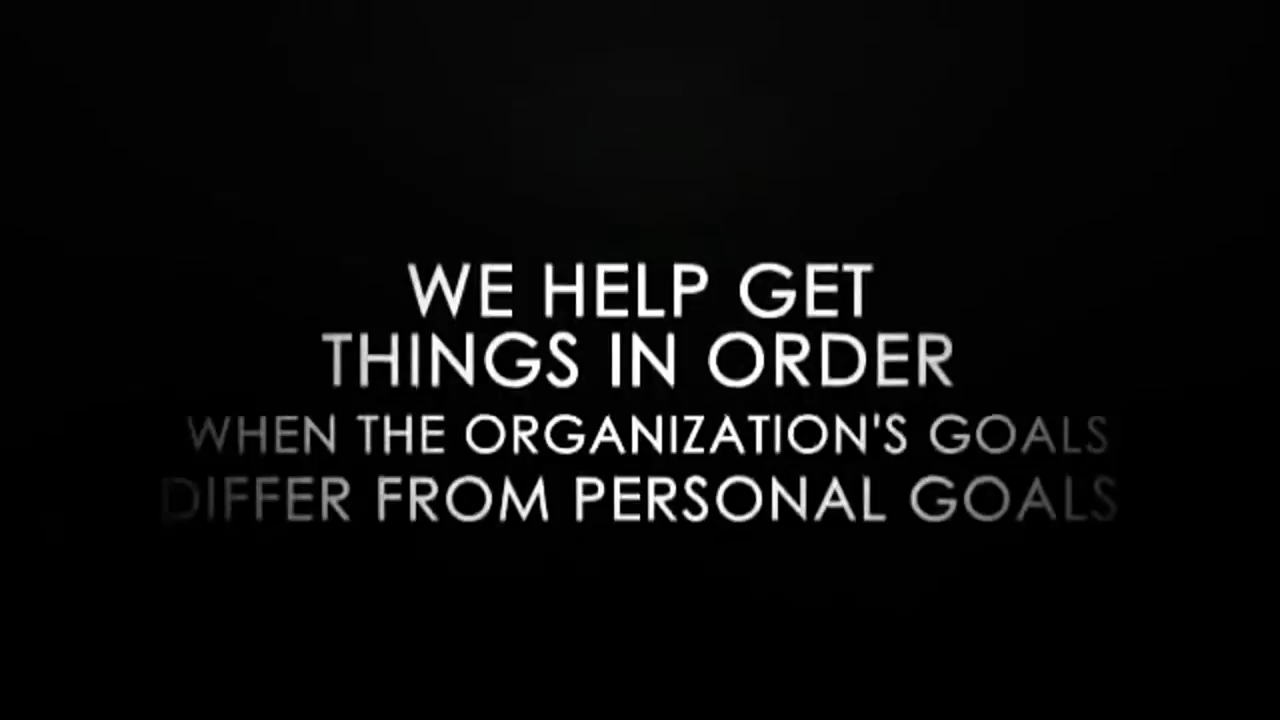 WE HELP GET
THINGS IN ORDER
WHEN THE ORGANIZATION'S GOALS
DIFFER FROM PERSONAL GOALS